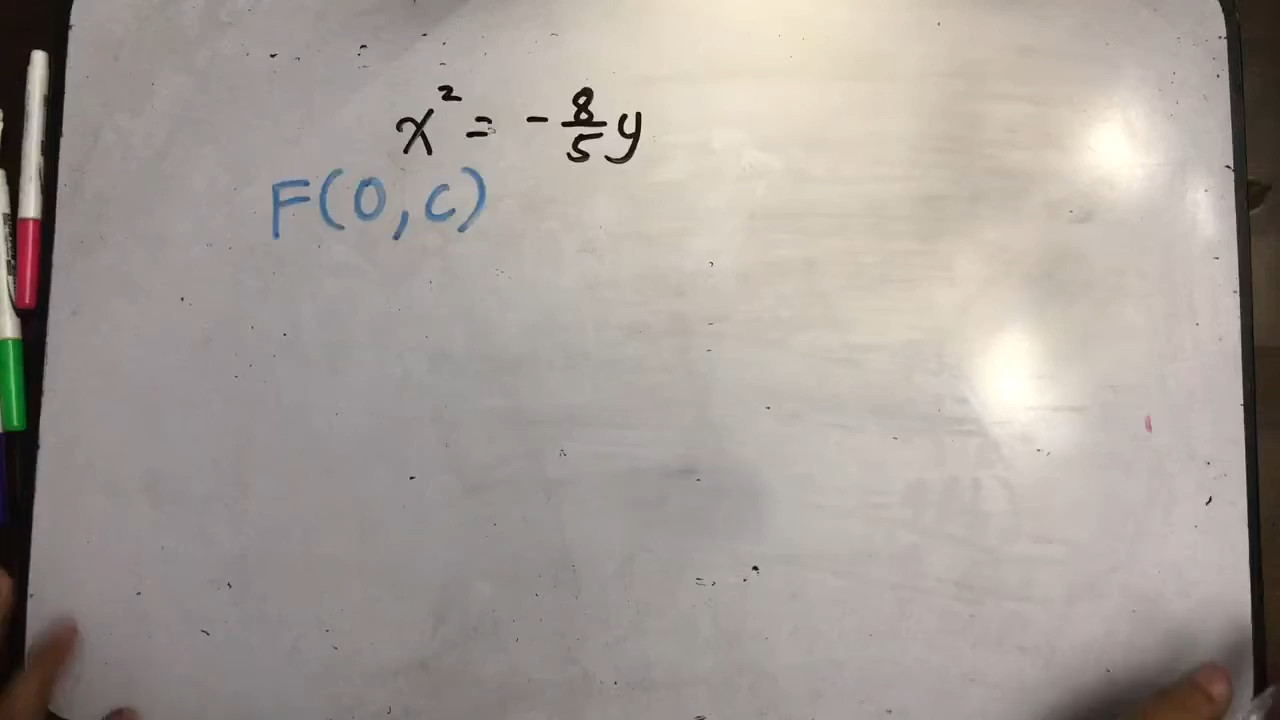 x² = -8/5 y
F(0, C)